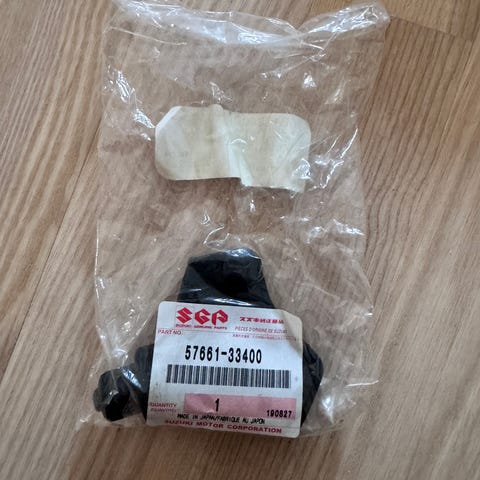 SGP スズキ純正部品
SUZUKI GENUINE PARTS PIÈCES D'ORIGINE DE SUZUKI
PART NO.
57661-33400
QUANTITY 1 190827
MADE IN JAPAN/FABRIQUE AU JAPON
SUZUKI MOTOR CORPORATION